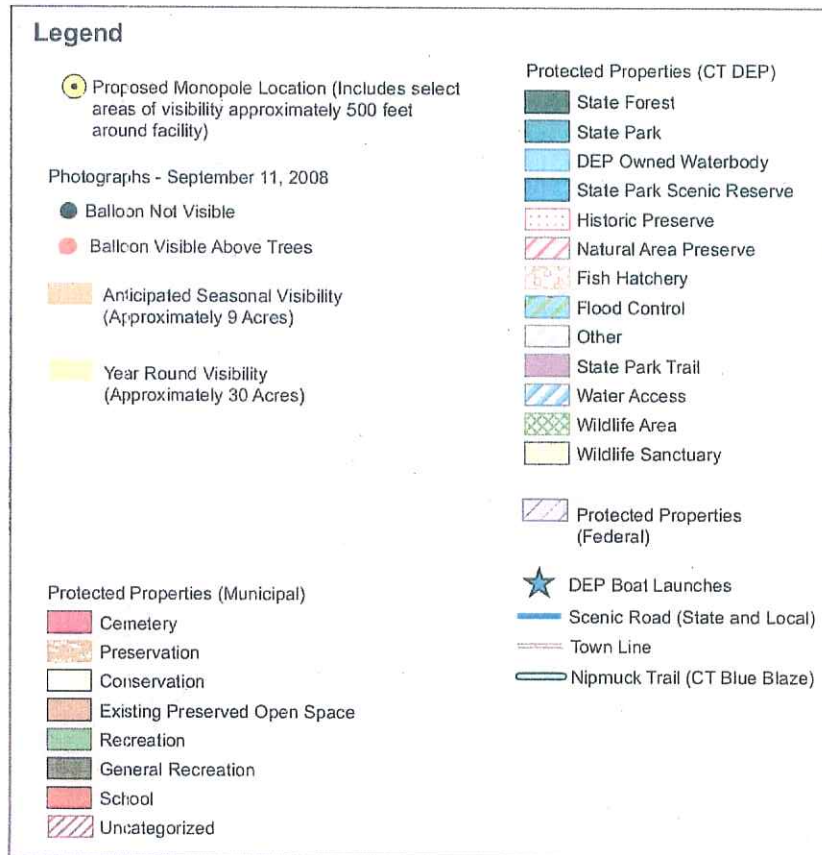 Legend
Proposed Monopole Location (Includes select
areas of visibility approximately 500 feet
around facility)
Photographs - September 11, 2008
Balloon Not Visible
Balloon Visible Above Trees
Anticipated Seasonal Visibility
(Approximately 9 Acres)
Year Round Visibility
(Approximately 30 Acres)
Protected Properties (Municipal)
Cemetery
Preservation
Conservation
Existing Preserved Open Space
Recreation
General Recreation
School
Uncategorized
Protected Properties (CT DEP)
State Forest
State Park
DEP Owned Waterbody
State Park Scenic Reserve
Historic Preserve
Natural Area Preserve
Fish Hatchery
Flood Control
Other
State Park Trail
Water Access
Wildlife Area
Wildlife Sanctuary
Protected Properties
(Federal)
DEP Boat Launches
Scenic Road (State and Local)
Town Line
Nipmuck Trail (CT Blue Blaze)